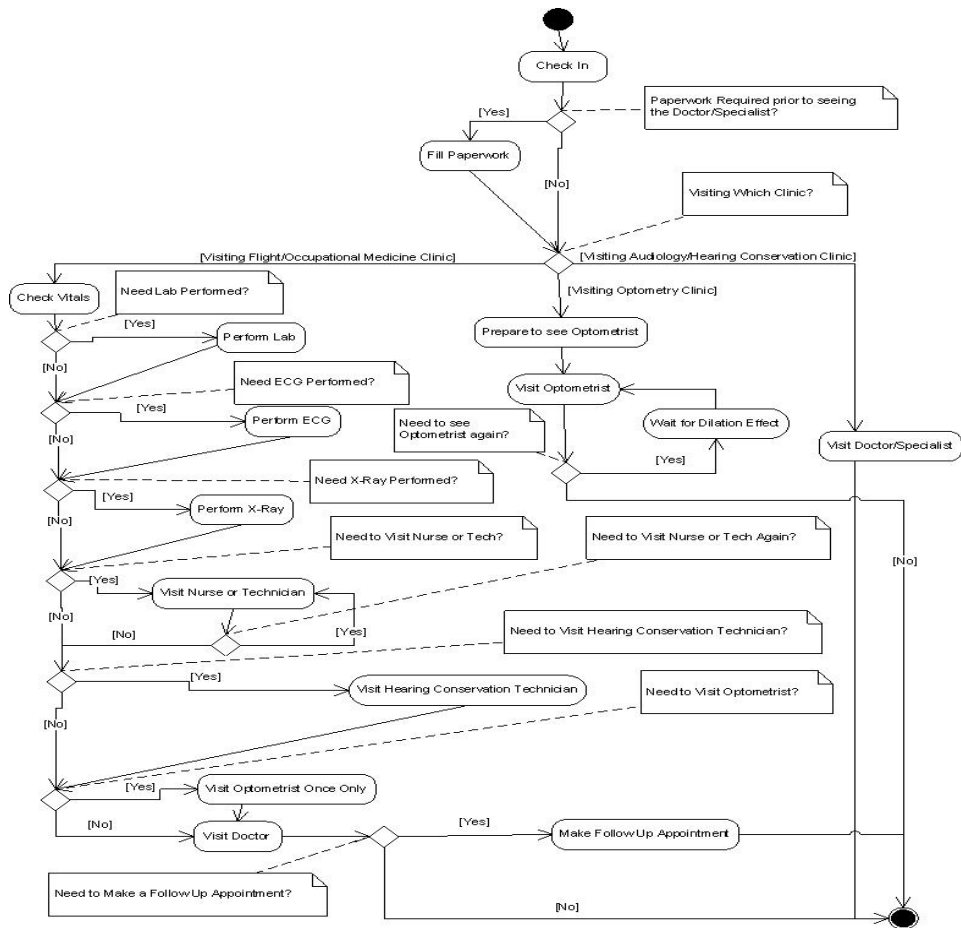 Check In
Paperwork Required prior to seeing
the Doctor/Specialist?
[Yes]
Fill Paperwork
[No]
Visiting Which Clinic?
[Visiting Flight/Occupational Medicine Clinic]
[Visiting Audiology/Hearing Conservation Clinic]
Check Vitals
Need Lab Performed?
[Visiting Optometry Clinic]
[Yes]
Perform Lab
Prepare to see Optometrist
[No]
Need ECG Performed?
Visit Optometrist
[Yes]
Perform ECG
Need to see
Optometrist again?
Wait for Dilation Effect
[No]
Visit Doctor/Specialist
[Yes]
Need X-Ray Performed?
[Yes]
Perform X-Ray
[No]
Need to Visit Nurse or Tech?
Need to Visit Nurse or Tech Again?
[No]
[Yes]
Visit Nurse or Technician
[No]
[No]
[Yes]
Need to Visit Hearing Conservation Technician?
[Yes]
Visit Hearing Conservation Technician
Need to Visit Optometrist?
[No]
[Yes]
Visit Optometrist Once Only
[No]
Visit Doctor
[Yes]
Make Follow Up Appointment
Need to Make a Follow Up Appointment?
[No]